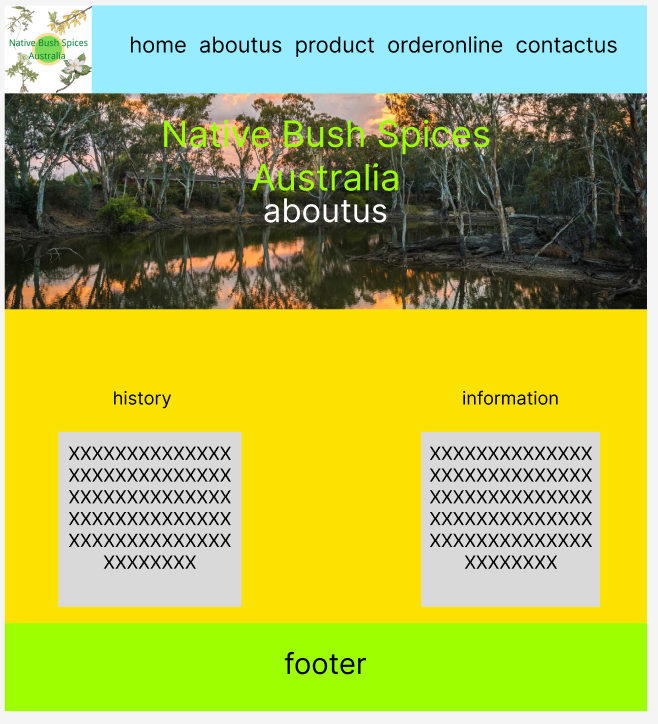 Native Bush Spices
Australia
home aboutus product orderonline contactus
Native Bush Spices
Australia
aboutus
history
XXXXXXXXXXXXXX
XXXXXXXXXXXXXX
XXXXXXXXXXXXXX
XXXXXXXXXXXXXX
XXXXXXXXXXXXXX
XXXXXXXX
information
XXXXXXXXXXXXXX
XXXXXXXXXXXXXX
XXXXXXXXXXXXXX
XXXXXXXXXXXXXX
XXXXXXXXXXXXXX
XXXXXXXX
footer